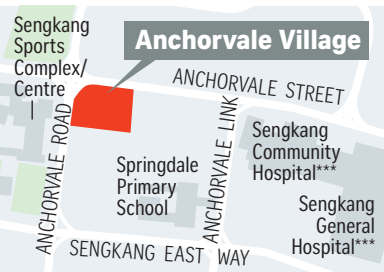 Sengkang
Sports
Complex/
Centre
Anchorvale Village
ANCHORVALE STREET
ANCHORVALE ROAD
ANCHORVALE LINK
Springdale
Primary
School
Sengkang
Community
Hospital***
Sengkang
General
Hospital***
SENGKANG EAST WAY